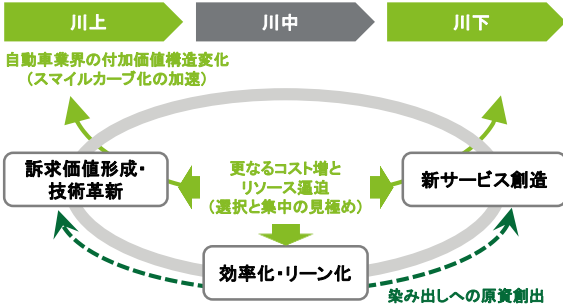 川上
川中
川下
自動車業界の付加価値構造変化
(スマイルカーブ化の加速)
訴求価値形成・
技術革新
更なるコスト増と
リソース逼迫
(選択と集中の見極め)
新サービス創造
効率化・リーン化
染み出しへの原資創出